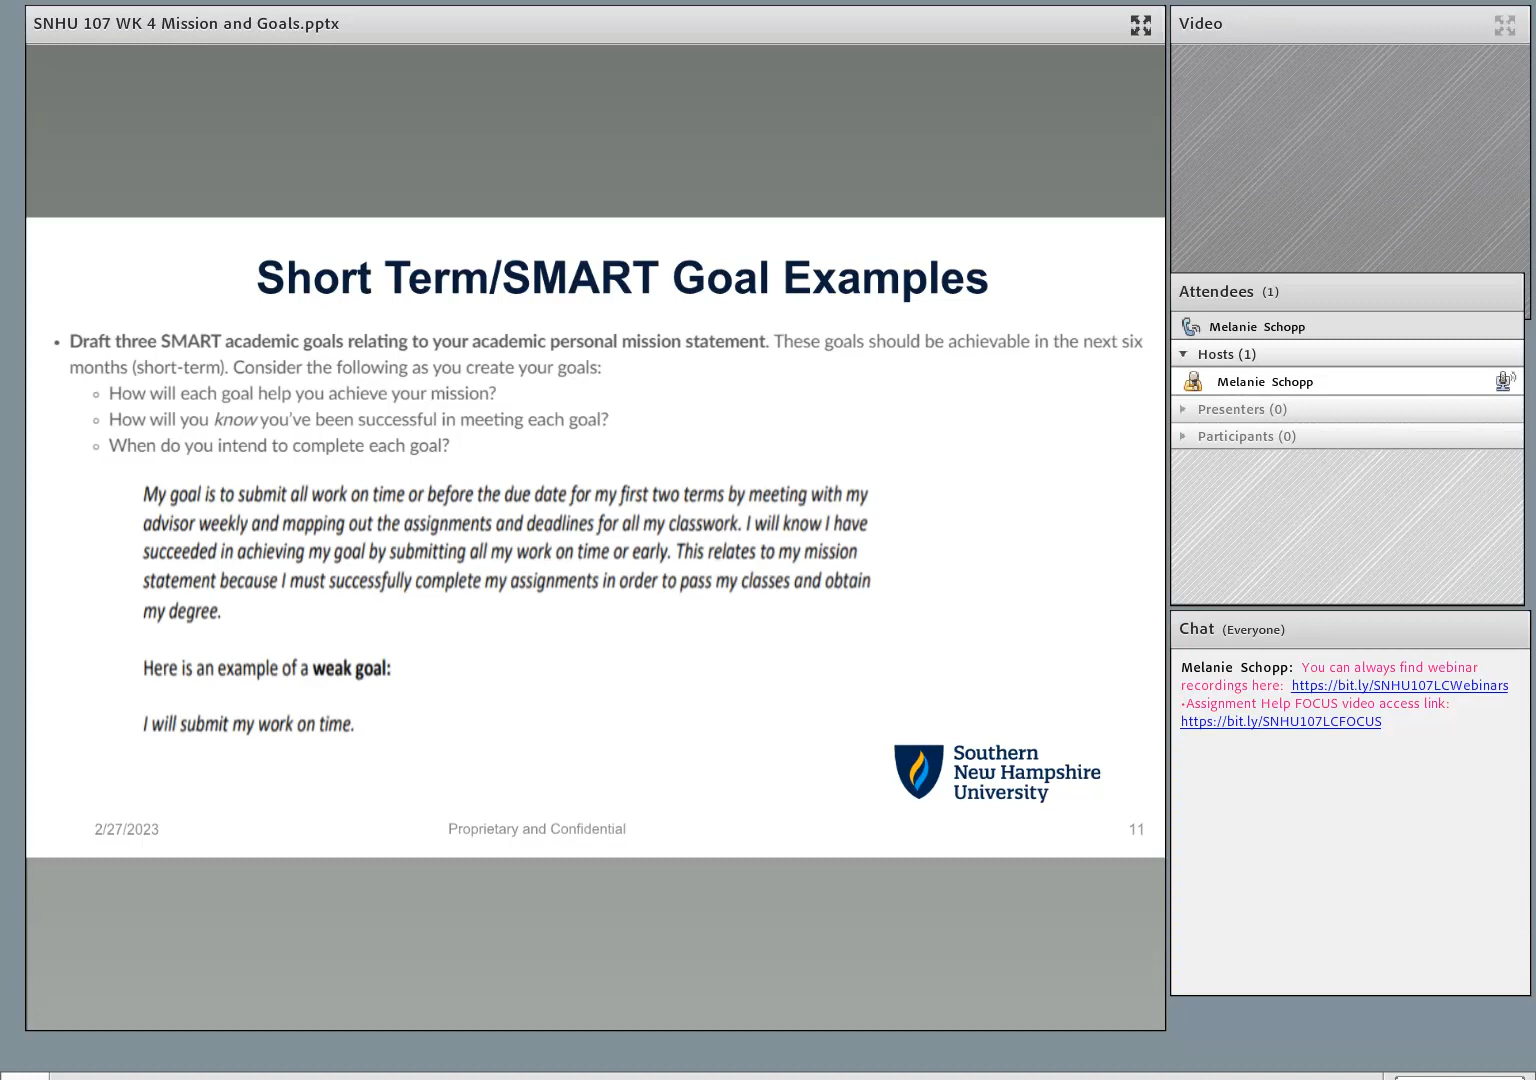 SNHU 107 WK 4 Mission and Goals.pptx
Short Term/SMART Goal Examples
• Draft three SMART academic goals relating to your academic personal mission statement. These goals should be achievable in the next six
months (short-term). Consider the following as you create your goals:
◦ How will each goal help you achieve your mission?
◦ How will you know you've been successful in meeting each goal?
◦ When do you intend to complete each goal?
My goal is to submit all work on time or before the due date for my first two terms by meeting with my
advisor weekly and mapping out the assignments and deadlines for all my classwork. I will know I have
succeeded in achieving my goal by submitting all my work on time or early. This relates to my mission
statement because I must successfully complete my assignments in order to pass my classes and obtain
my degree.
Here is an example of a weak goal:
I will submit my work on time.
Southern
New Hampshire
University
2/27/2023
Proprietary and Confidential
11
Video
Attendees (1)
Melanie Schopp
Hosts (1)
Melanie Schopp
Presenters (0)
Participants (0)
Chat (Everyone)
Melanie Schopp: You can always find webinar
recordings here: https://bit.ly/SNHU107LCWebinars
•Assignment Help FOCUS video access link:
https://bit.ly/SNHU107LCFOCUS